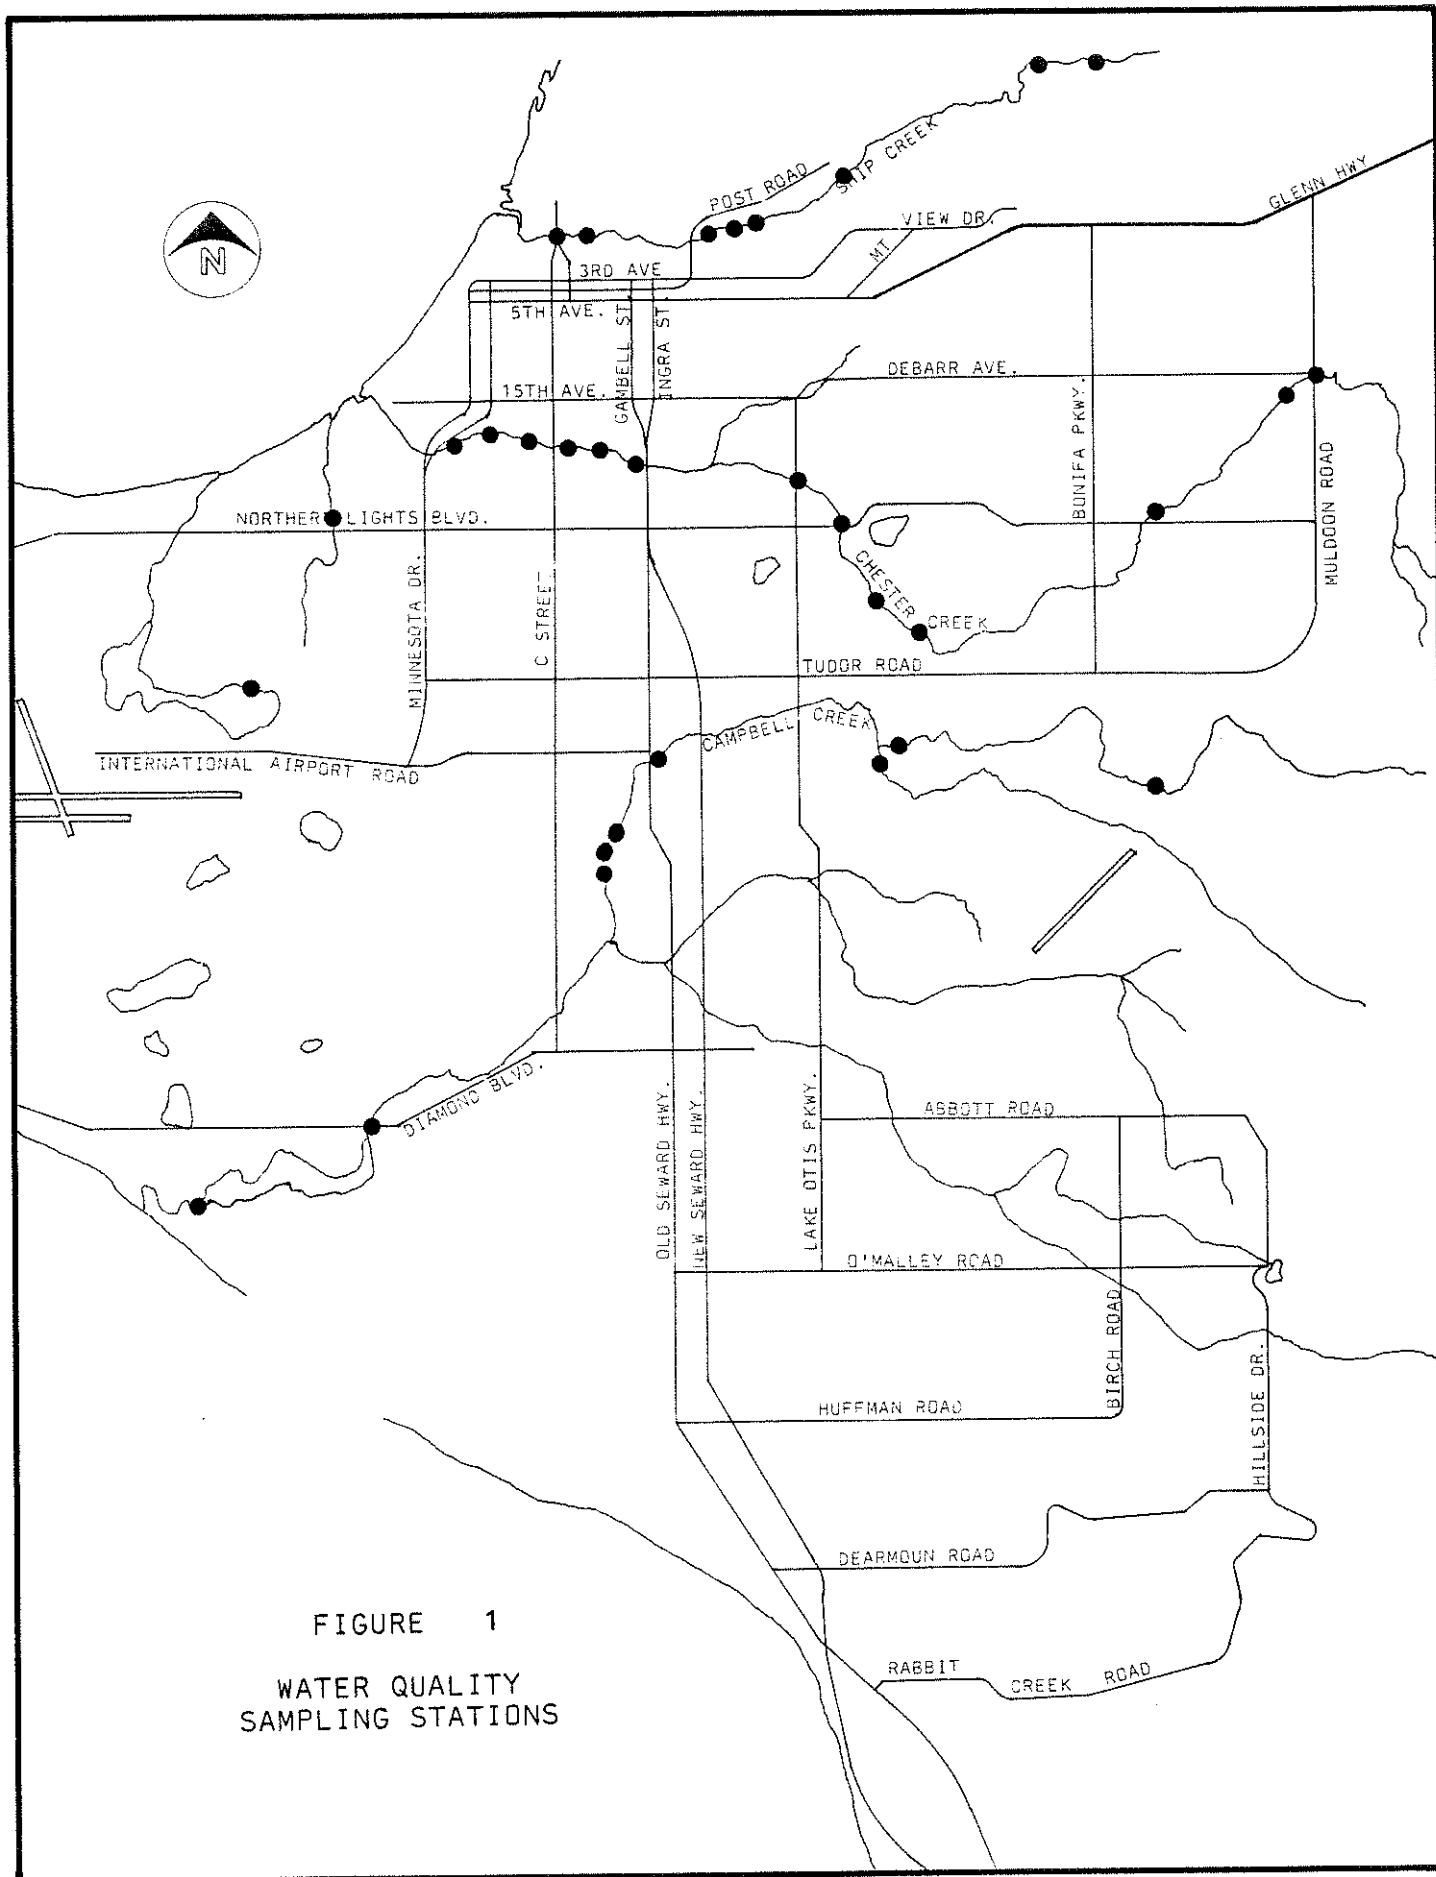 SHIP CREEK
POST ROAD
GLENN HWY
VIEW DR.
MT
N
3RD AVE
5TH AVE.
GAMBELL ST.
INGRA ST.
DEBARR AVE.
15TH AVE.
BONIFA PKWY.
MULDOON ROAD
NORTHERN LIGHTS BLVD.
CHESTER
CREEK
MINNESOTA DR.
C STREET
TUDOR ROAD
CAMPBELL CREEK
INTERNATIONAL AIRPORT ROAD
DIAMOND BLVD.
OLD SEWARD HWY.
NEW SEWARD HWY.
LAKE OTIS PKWY.
ABBOTT ROAD
O'MALLEY ROAD
BIRCH ROAD
HILLSIDE DR.
HUFFMAN ROAD
DEARMOUN ROAD
RABBIT
CREEK ROAD
FIGURE 1
WATER QUALITY
SAMPLING STATIONS